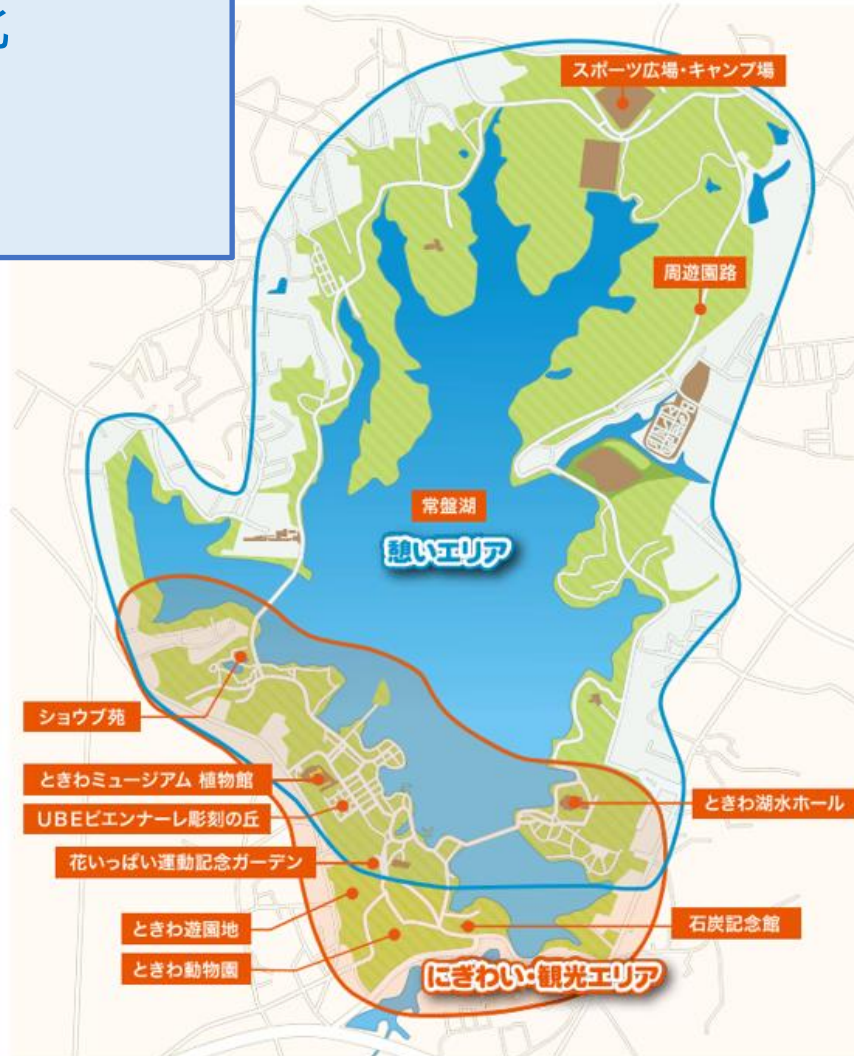 スポーツ広場・キャンプ場
周遊園路
常盤湖
憩いエリア
ショウブ苑
ときわミュージアム 植物館
UBEビエンナーレ彫刻の丘
花いっぱい運動記念ガーデン
ときわ遊園地
ときわ動物園
ときわ湖水ホール
石炭記念館
にぎわい・観光エリア